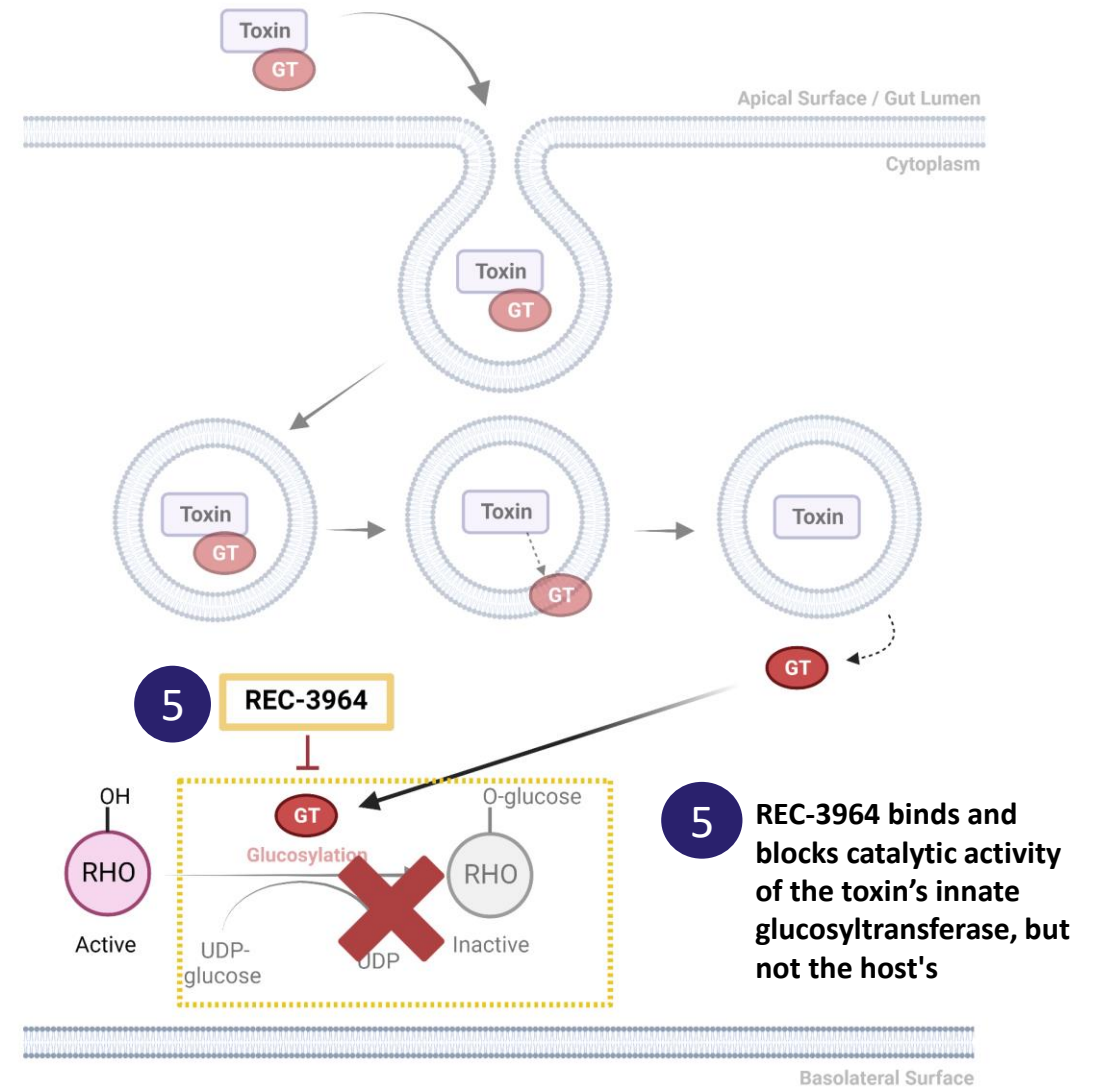 Toxin
GT
Apical Surface / Gut Lumen
Cytoplasm
Toxin
GT
Toxin
GT
Toxin
GT
Toxin
GT
5
REC-3964
OH
RHO
Active
GT
Glucosylation
UDP-
glucose
UDP
O-glucose
RHO
Inactive
5
REC-3964 binds and
blocks catalytic activity
of the toxin’s innate
glucosyltransferase, but
not the host's
Basolateral Surface